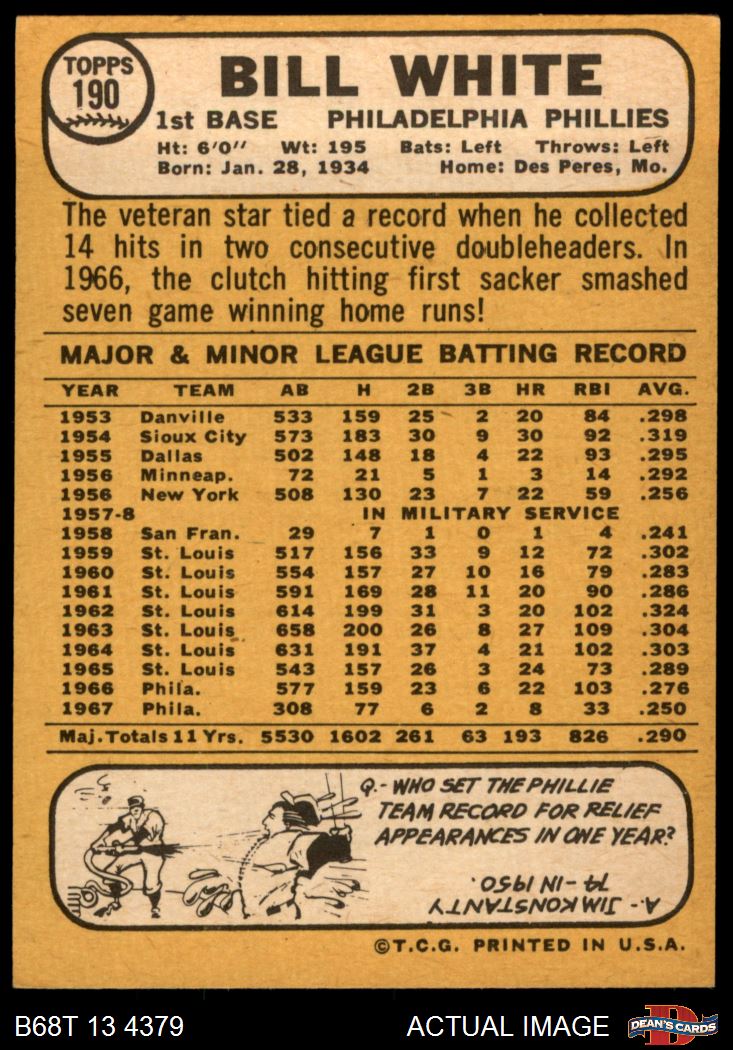 TOPPS
190
BILL WHITE
1st BASE PHILADELPHIA PHILLIES
Ht: 6'0" Wt: 195 Bats: Left Throws: Left
Born: Jan. 28, 1934 Home: Des Peres, Mo.
The veteran star tied a record when he collected
14 hits in two consecutive doubleheaders. In
1966, the clutch hitting first sacker smashed
seven game winning home runs!
MAJOR & MINOR LEAGUE BATTING RECORD
YEAR TEAM AB H 2B 3B HR RBI AVG.
1953 Danville 533 159 25 2 20 84 .298
1954 Sioux City 573 183 30 9 30 92 .319
1955 Dallas 502 148 18 4 22 93 .295
1956 Minneap. 72 21 5 1 3 14 .292
1956 New York 508 130 23 7 22 59 .256
1957-8 IN MILITARY SERVICE
1958 San Fran. 29 7 1 0 1 4 .241
1959 St. Louis 517 156 33 9 12 72 .302
1960 St. Louis 554 157 27 10 16 79 .283
1961 St. Louis 591 169 28 11 20 90 .286
1962 St. Louis 614 199 31 3 20 102 .324
1963 St. Louis 658 200 26 8 27 109 .304
1964 St. Louis 631 191 37 4 21 102 .303
1965 St. Louis 543 157 26 3 24 73 .289
1966 Phila. 577 159 23 6 22 103 .276
1967 Phila. 308 77 6 2 8 33 .250
Maj. Totals 11 Yrs. 5530 1602 261 63 193 826 .290
Q.- WHO SET THE PHILLIE
TEAM RECORD FOR RELIEF
APPEARANCES IN ONE YEAR?
A.- JIM KONSTANTY
74 - IN 1950.
©T.C.G. PRINTED IN U.S.A.
B68T 13 4379 ACTUAL IMAGE
D
DEAN'S CARDS